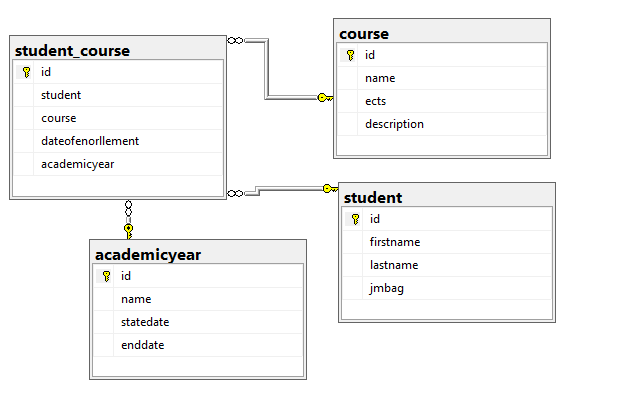 student_course
id
student
course
dateofenorllement
academicyear
course
id
name
ects
description
student
id
firstname
lastname
jmbag
academicyear
id
name
statedate
enddate